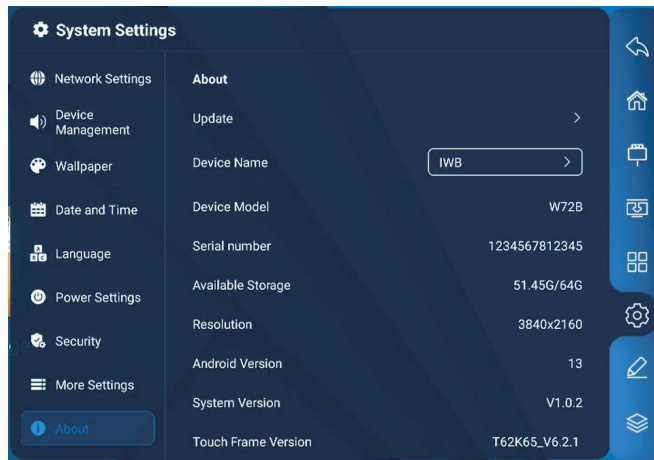 System Settings
Network Settings
Device
Management
Wallpaper
Date and Time
Language
Power Settings
Security
More Settings
About
About
Update
Device Name IWB
Device Model W72B
Serial number 1234567812345
Available Storage 51.45G/64G
Resolution 3840x2160
Android Version 13
System Version V1.0.2
Touch Frame Version T62K65_V6.2.1